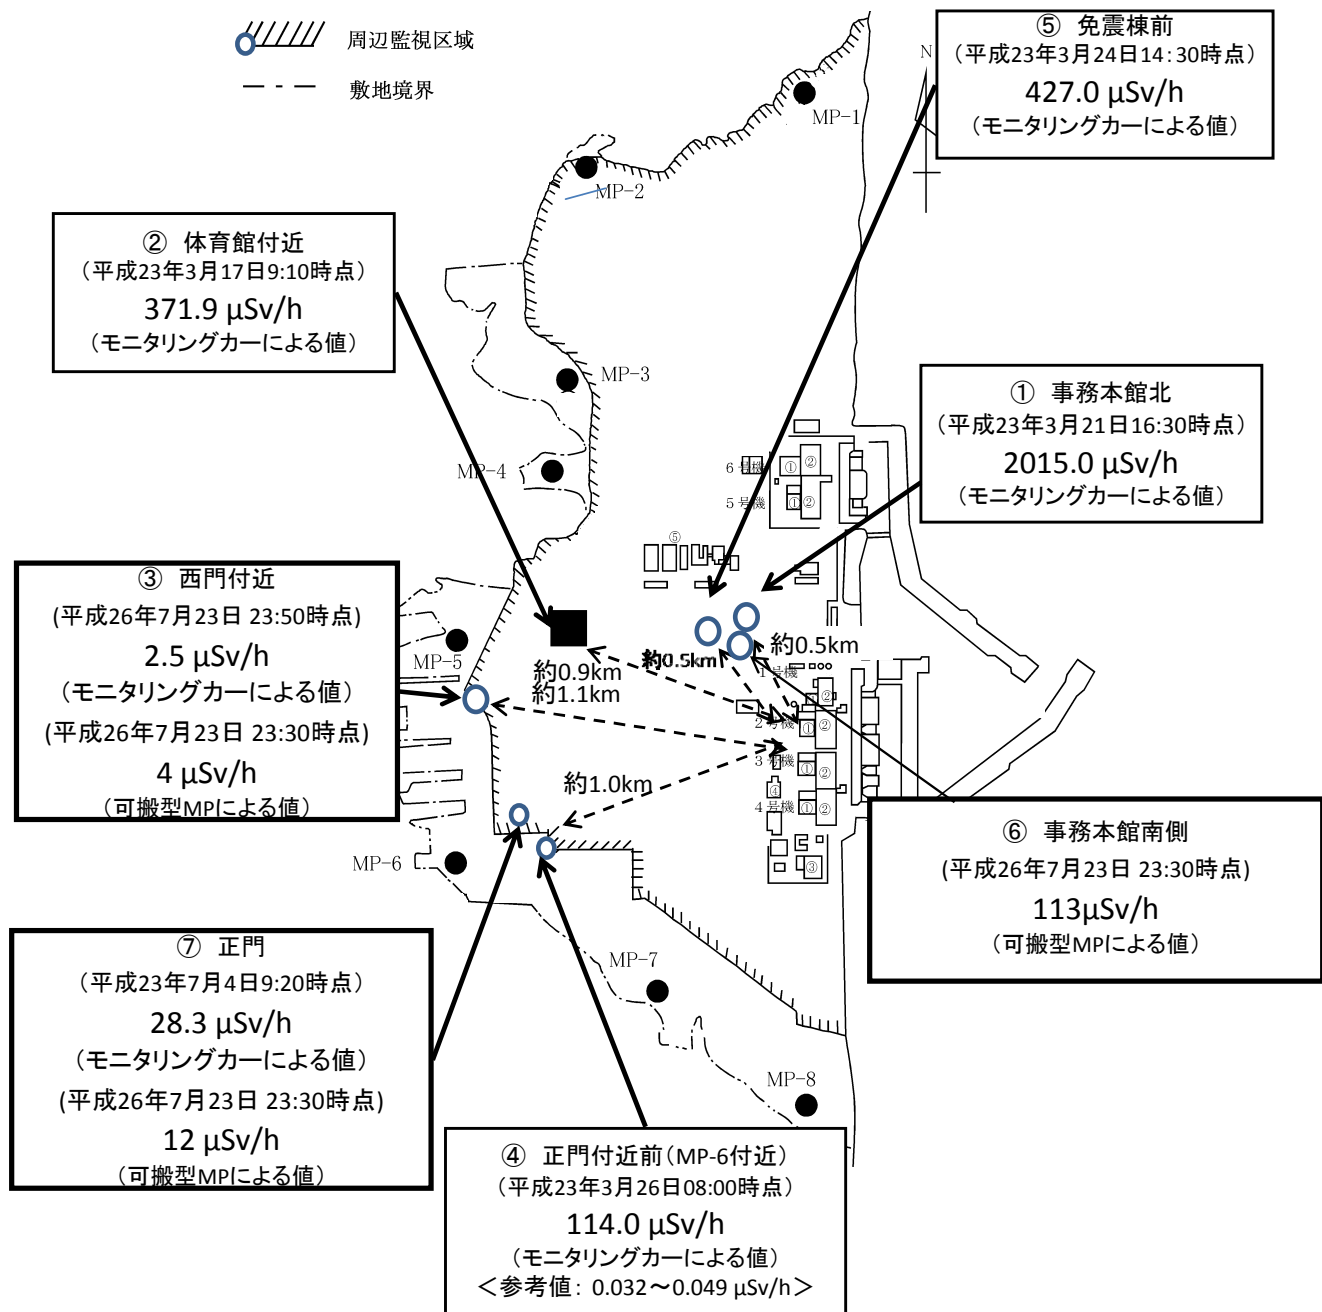 周辺監視区域
敷地境界
⑤ 免震棟前
(平成23年3月24日14:30時点)
427.0 μSv/h
(モニタリングカーによる値)
N
MP-1
MP-2
② 体育館付近
(平成23年3月17日9:10時点)
371.9 μSv/h
(モニタリングカーによる値)
MP-3
① 事務本館北
(平成23年3月21日16:30時点)
2015.0 μSv/h
(モニタリングカーによる値)
MP-4
6号機
① ②
5号機
① ②
⑤
③ 西門付近
(平成26年7月23日 23:50時点)
2.5 μSv/h
(モニタリングカーによる値)
(平成26年7月23日 23:30時点)
4 μSv/h
(可搬型MPによる値)
MP-5
約0.9km
約1.1km
約0.5km
約0.5km
1号機
②
2号機
① ②
3号機
① ②
④
4号機
① ②
③
約1.0km
MP-6
⑥ 事務本館南側
(平成26年7月23日 23:30時点)
113μSv/h
(可搬型MPによる値)
⑦ 正門
(平成23年7月4日9:20時点)
28.3 μSv/h
(モニタリングカーによる値)
(平成26年7月23日 23:30時点)
12 μSv/h
(可搬型MPによる値)
MP-7
MP-8
④ 正門付近前(MP-6付近)
(平成23年3月26日08:00時点)
114.0 μSv/h
(モニタリングカーによる値)
<参考値: 0.032～0.049 μSv/h>